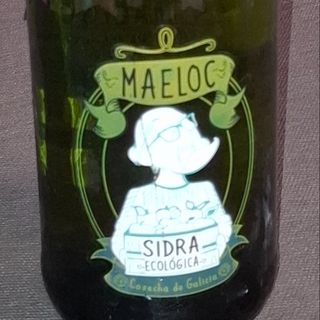 MAELOC
SIDRA
ECOLÓGICA
Cosecha de Galicia